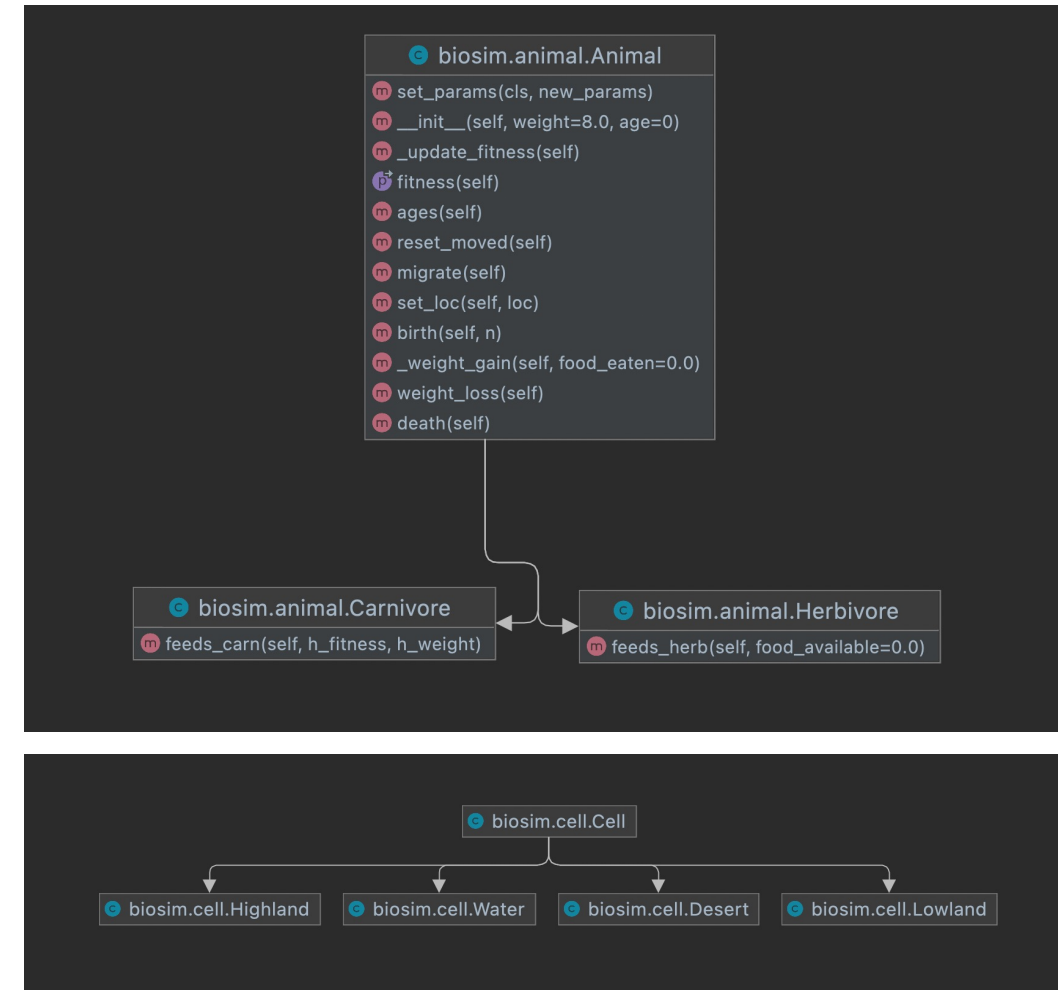 C biosim.animal.Animal
m set_params(cls, new_params)
m __init__(self, weight=8.0, age=0)
m _update_fitness(self)
p fitness(self)
m ages(self)
m reset_moved(self)
m migrate(self)
m set_loc(self, loc)
m birth(self, n)
m _weight_gain(self, food_eaten=0.0)
m weight_loss(self)
m death(self)
C biosim.animal.Carnivore
m feeds_carn(self, h_fitness, h_weight)
C biosim.animal.Herbivore
m feeds_herb(self, food_available=0.0)
C biosim.cell.Cell
C biosim.cell.Highland
C biosim.cell.Water
C biosim.cell.Desert
C biosim.cell.Lowland